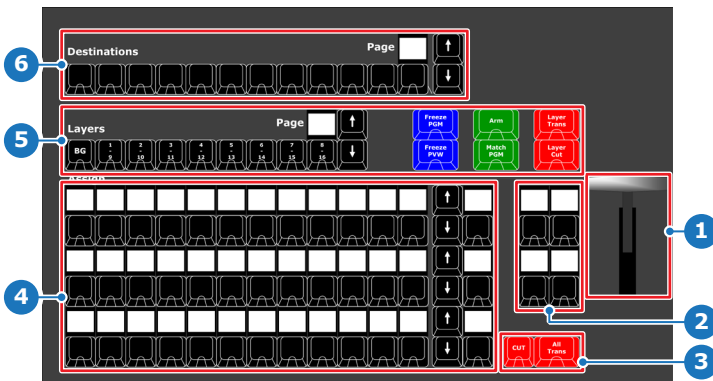 Destinations
Page
↑
↓
6
5
Layers
Page
↑
↓
BG
1 - 9
2 - 10
3 - 11
4 - 12
5 - 13
6 - 14
7 - 15
8 - 16
Freeze
PGM
Arm
Layer
Trans
Freeze
PVW
Match
PGM
Layer
Cut
Assign
↑
↓
↑
↓
↑
↓
4
1
2
CUT
All
Trans
3